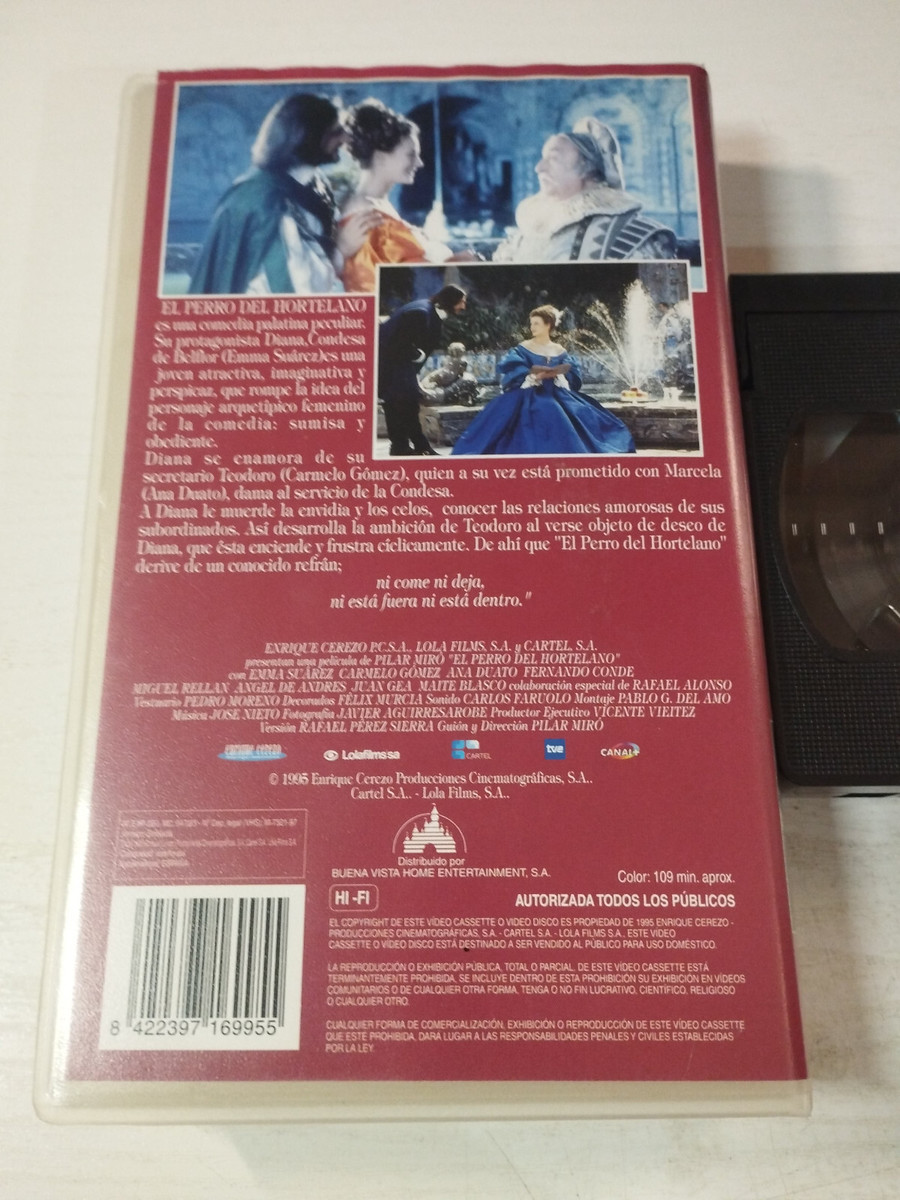 EL PERRO DEL HORTELANO
es una comedia palatina peculiar.
Su protagonista Diana,Condesa
de Belflor (Emma Suárez)es una
joven atractiva, imaginativa y
perspicaz, que rompe la idea del
personaje arquetípico femenino
de la comedia: sumisa y
obediente.
Diana se enamora de su
secretario Teodoro (Carmelo Gómez), quien a su vez está prometido con Marcela
(Ana Duato), dama al servicio de la Condesa.
A Diana le muerde la envidia y los celos, conocer las relaciones amorosas de sus
subordinados. Así desarrolla la ambición de Teodoro al verse objeto de deseo de
Diana, que ésta enciende y frustra cíclicamente. De ahí que "El Perro del Hortelano"
derive de un conocido refrán;
ni come ni deja,
ni está fuera ni está dentro."
ENRIQUE CEREZO P.C.S.A., LOLA FILMS, S.A. y CARTEL, S.A.
presentan una película de PILAR MIRÓ "EL PERRO DEL HORTELANO"
con EMMA SUÁREZ CARMELO GÓMEZ ANA DUATO FERNANDO CONDE
MIGUEL RELLAN ANGEL DE ANDRES JUAN GEA MAITE BLASCO colaboración especial de RAFAEL ALONSO
Vestuario PEDRO MORENO Decorados FÉLIX MURCIA Sonido CARLOS FARUOLO Montaje PABLO G. DEL AMO
Música JOSE NIETO Fotografía JAVIER AGUIRRESAROBE Productor Ejecutivo VICENTE VIEITEZ
Versión RAFAEL PÉREZ SIERRA Guión y Dirección PILAR MIRÓ
Lolafilmssa CARTEL tve CANAL+
© 1995 Enrique Cerezo Producciones Cinematográficas, S.A..
Cartel S.A.. - Lola Films, S.A..
Distribuido por
BUENA VISTA HOME ENTERTAINMENT, S.A.
Color: 109 min. aprox.
HI-FI
AUTORIZADA TODOS LOS PÚBLICOS
EL COPYRIGHT DE ESTE VÍDEO CASSETTE O VIDEO DISCO ES PROPIEDAD DE 1995 ENRIQUE CEREZO -
PRODUCCIONES CINEMATOGRÁFICAS, S.A. - CARTEL S.A. - LOLA FILMS S.A.. ESTE VÍDEO
CASSETTE O VÍDEO DISCO ESTÁ DESTINADO A SER VENDIDO AL PÚBLICO PARA USO DOMÉSTICO.
LA REPRODUCCIÓN O EXHIBICIÓN PÚBLICA, TOTAL O PARCIAL, DE ESTE VÍDEO CASSETTE ESTÁ
TERMINANTEMENTE PROHIBIDA. SE INCLUYE DENTRO DE ESTA PROHIBICIÓN SU EXHIBICIÓN EN VÍDEOS
COMUNITARIOS O DE CUALQUIER OTRA FORMA, TENGA O NO FIN LUCRATIVO, CIENTÍFICO, RELIGIOSO
O CUALQUIER OTRO.
CUALQUIER FORMA DE COMERCIALIZACIÓN, EXHIBICIÓN O REPRODUCCIÓN DE ESTE VÍDEO CASSETTE
QUE ESTE PROHIBIDA, DARÁ LUGAR A LAS RESPONSABILIDADES PENALES Y CIVILES ESTABLECIDAS
POR LA LEY.
8 422397 169955